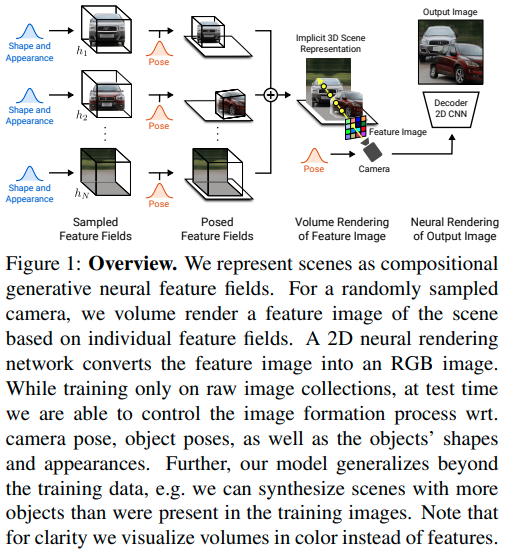 Output Image
Shape and
Appearance
h1
Pose
Implicit 3D Scene
Representation
Decoder
2D CNN
Shape and
Appearance
h2
Pose
Feature Image
Shape and
Appearance
hN
Pose
Pose
Camera
Sampled
Feature Fields
Posed
Feature Fields
Volume Rendering
of Feature Image
Neural Rendering
of Output Image
Figure 1: Overview. We represent scenes as compositional
generative neural feature fields. For a randomly sampled
camera, we volume render a feature image of the scene
based on individual feature fields. A 2D neural rendering
network converts the feature image into an RGB image.
While training only on raw image collections, at test time
we are able to control the image formation process wrt.
camera pose, object poses, as well as the objects' shapes
and appearances. Further, our model generalizes beyond
the training data, e.g. we can synthesize scenes with more
objects than were present in the training images. Note that
for clarity we visualize volumes in color instead of features.